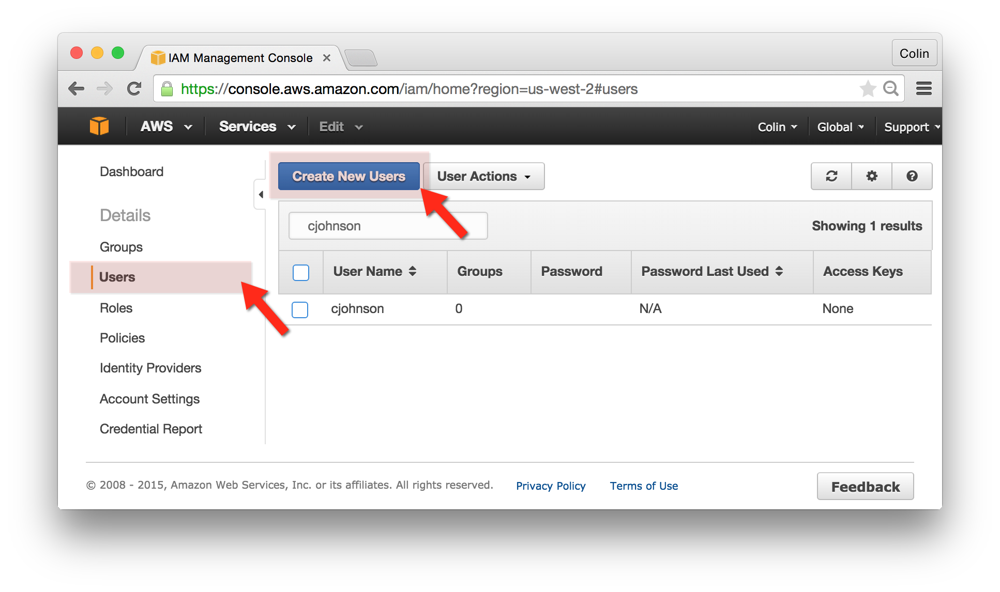 IAM Management Console
Colin
https://console.aws.amazon.com/iam/home?region=us-west-2#users
AWS Services Edit Colin Global Support
Dashboard
Details
Groups
Users
Roles
Policies
Identity Providers
Account Settings
Credential Report
Create New Users User Actions
cjohnson Showing 1 results
User Name Groups Password Password Last Used Access Keys
cjohnson 0 N/A None
© 2008 - 2015, Amazon Web Services, Inc. or its affiliates. All rights reserved. Privacy Policy Terms of Use Feedback